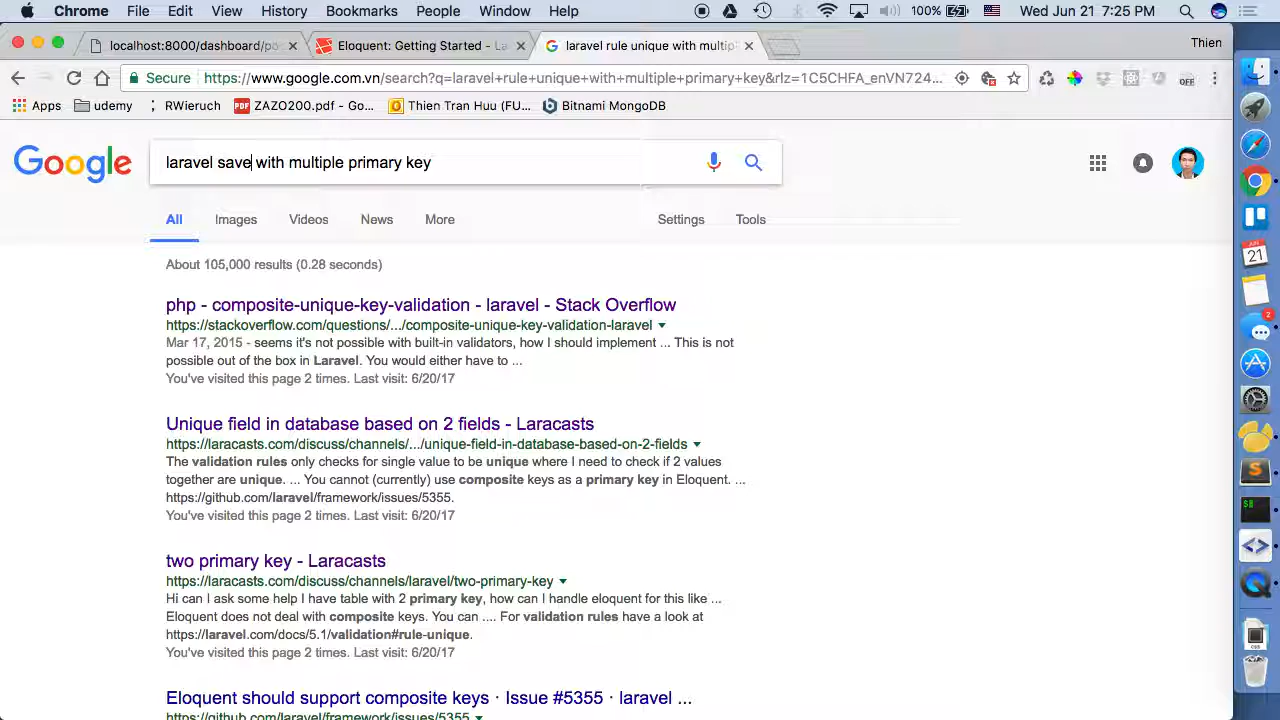 Chrome File Edit View History Bookmarks People Window Help 100% Wed Jun 21 7:25 PM
localhost:8000/dashboard/po Eloquent: Getting Started - La laravel rule unique with multip Thien
Secure https://www.google.com.vn/search?q=laravel+rule+unique+with+multiple+primary+key&rlz=1C5CHFA_enVN724...
Apps udemy RWieruch ZAZO200.pdf - Go... Thien Tran Huu (FU... Bitnami MongoDB
Google laravel save with multiple primary key
All Images Videos News More Settings Tools
About 105,000 results (0.28 seconds)
php - composite-unique-key-validation - laravel - Stack Overflow
https://stackoverflow.com/questions/.../composite-unique-key-validation-laravel
Mar 17, 2015 - seems it's not possible with built-in validators, how I should implement ... This is not
possible out of the box in Laravel. You would either have to ...
You've visited this page 2 times. Last visit: 6/20/17
Unique field in database based on 2 fields - Laracasts
https://laracasts.com/discuss/channels/.../unique-field-in-database-based-on-2-fields
The validation rules only checks for single value to be unique where I need to check if 2 values
together are unique. ... You cannot (currently) use composite keys as a primary key in Eloquent. ...
https://github.com/laravel/framework/issues/5355.
You've visited this page 2 times. Last visit: 6/20/17
two primary key - Laracasts
https://laracasts.com/discuss/channels/laravel/two-primary-key
Hi can I ask some help I have table with 2 primary key, how can I handle eloquent for this like ...
Eloquent does not deal with composite keys. You can .... For validation rules have a look at
https://laravel.com/docs/5.1/validation#rule-unique.
You've visited this page 2 times. Last visit: 6/20/17
Eloquent should support composite keys · Issue #5355 · laravel ...
https://github.com/laravel/framework/issues/5355